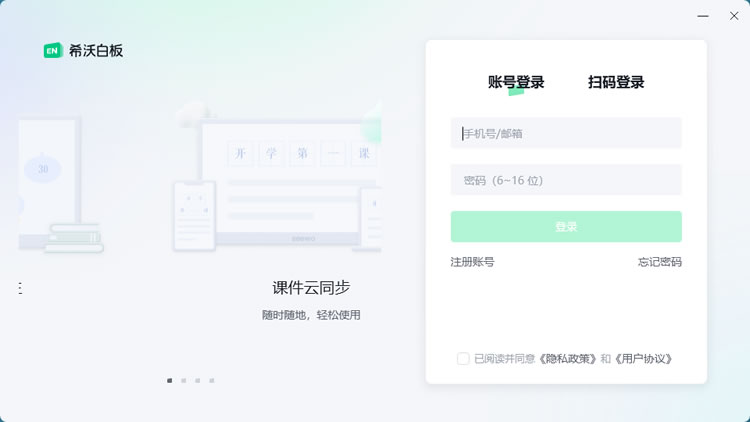 EN 希沃白板
账号登录 扫码登录
手机号/邮箱
密码（6~16 位）
登录
注册账号 忘记密码
已阅读并同意《隐私政策》和《用户协议》
30
开 学 第 一 课
seewo
课件云同步
随时随地，轻松使用